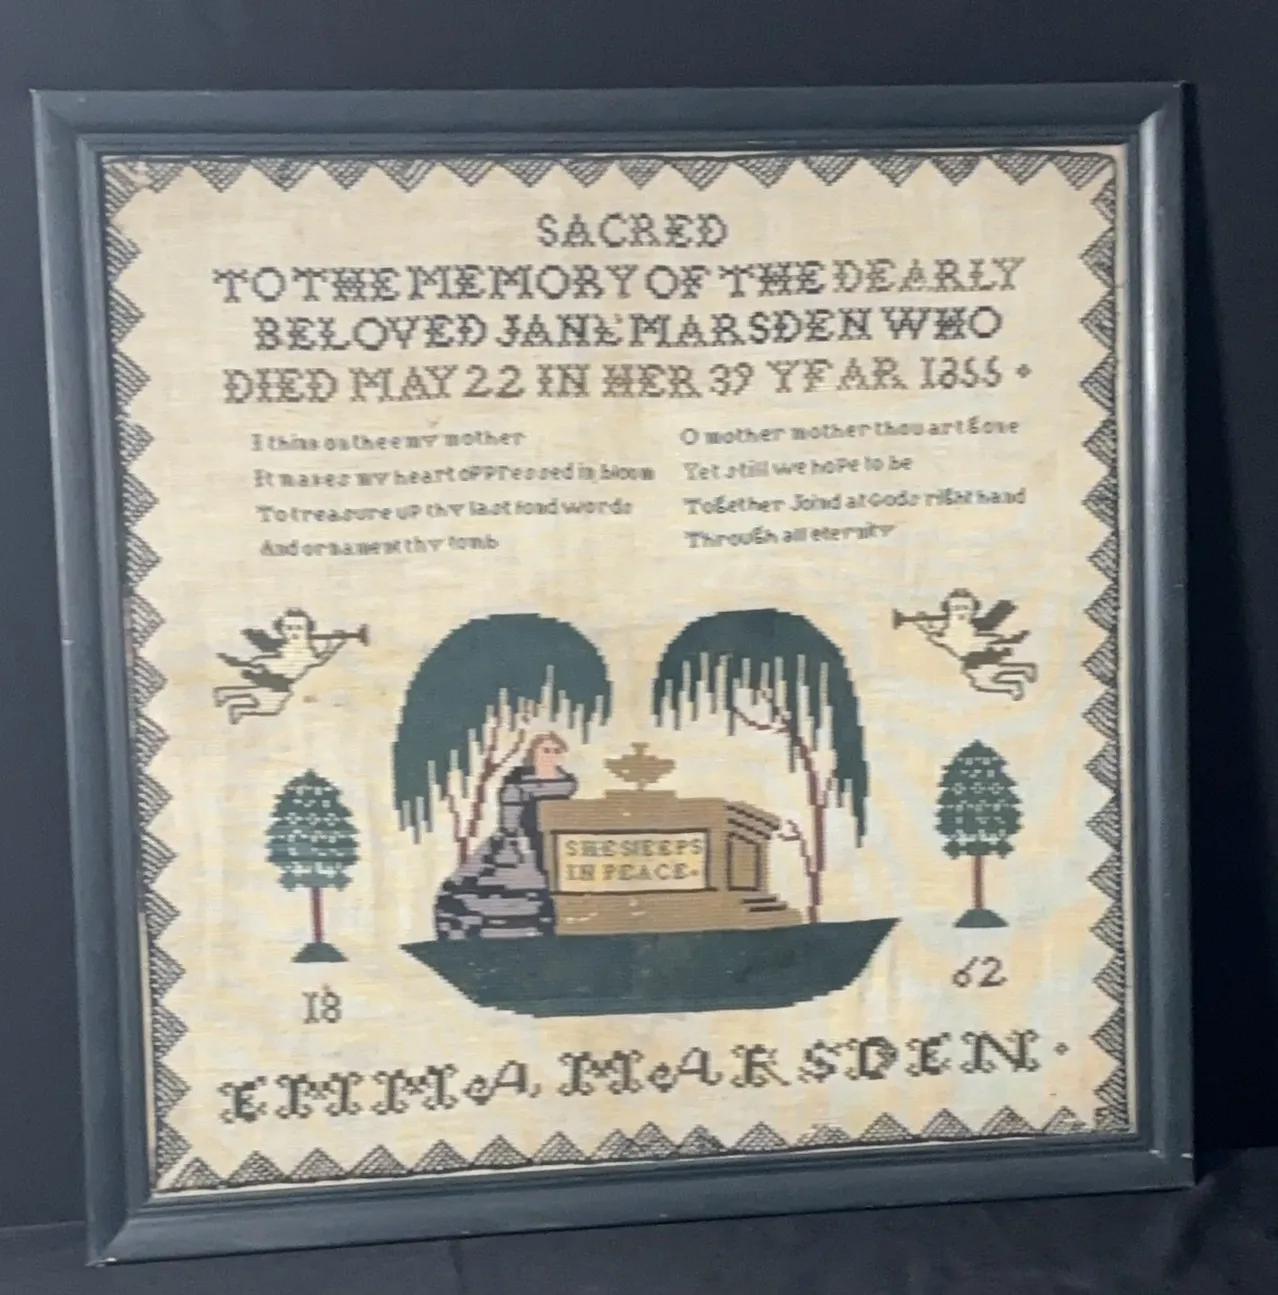 SACRED
TO THE MEMORY OF THE DEARLY
BELOVED JANE MARSDEN WHO
DIED MAY 22 IN HER 39 YEAR 1855
I think on thee my mother
It makes my heart oppressed in bloom
To treasure up thy last fond words
And ornament thy tomb
O mother mother thou art Gone
Yet still we hope to be
ToGether Joind at Gods riGht hand
ThrouGh all eternity
SHE SLEEPS
IN PEACE
18
62
EMMA MARSDEN